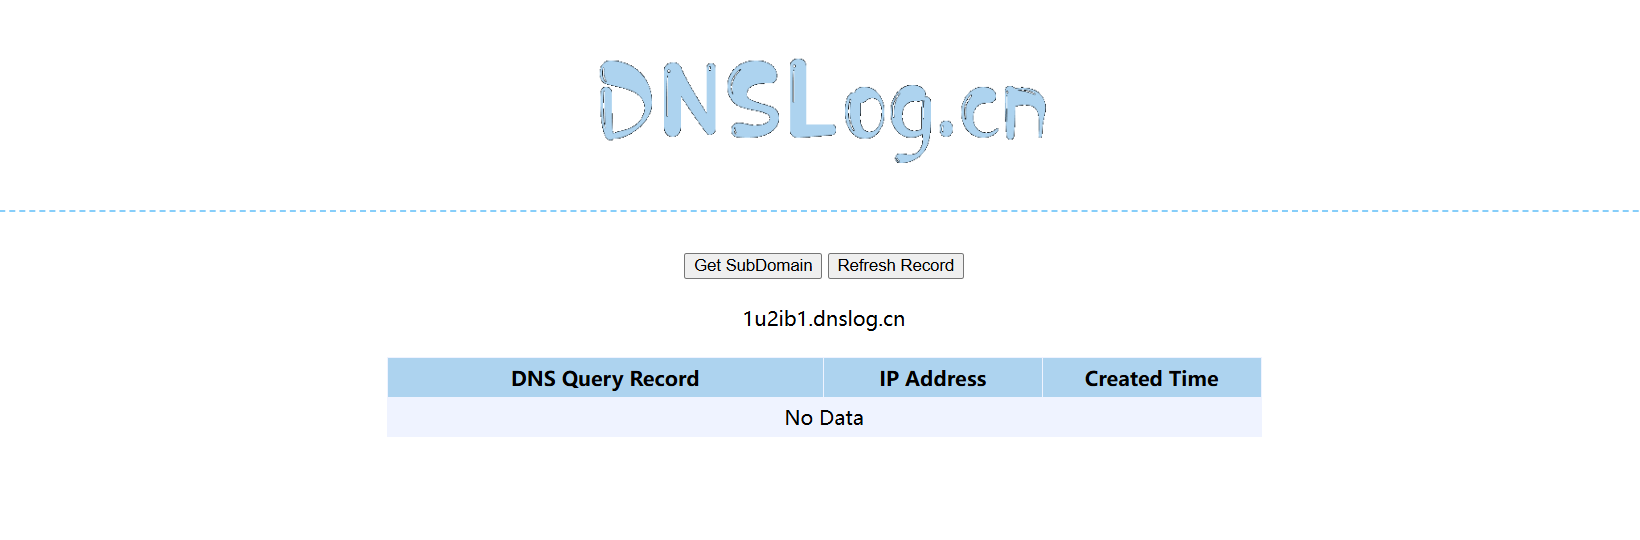 DNSLog.cn
Get SubDomain Refresh Record
1u2ib1.dnslog.cn
DNS Query Record IP Address Created Time
No Data